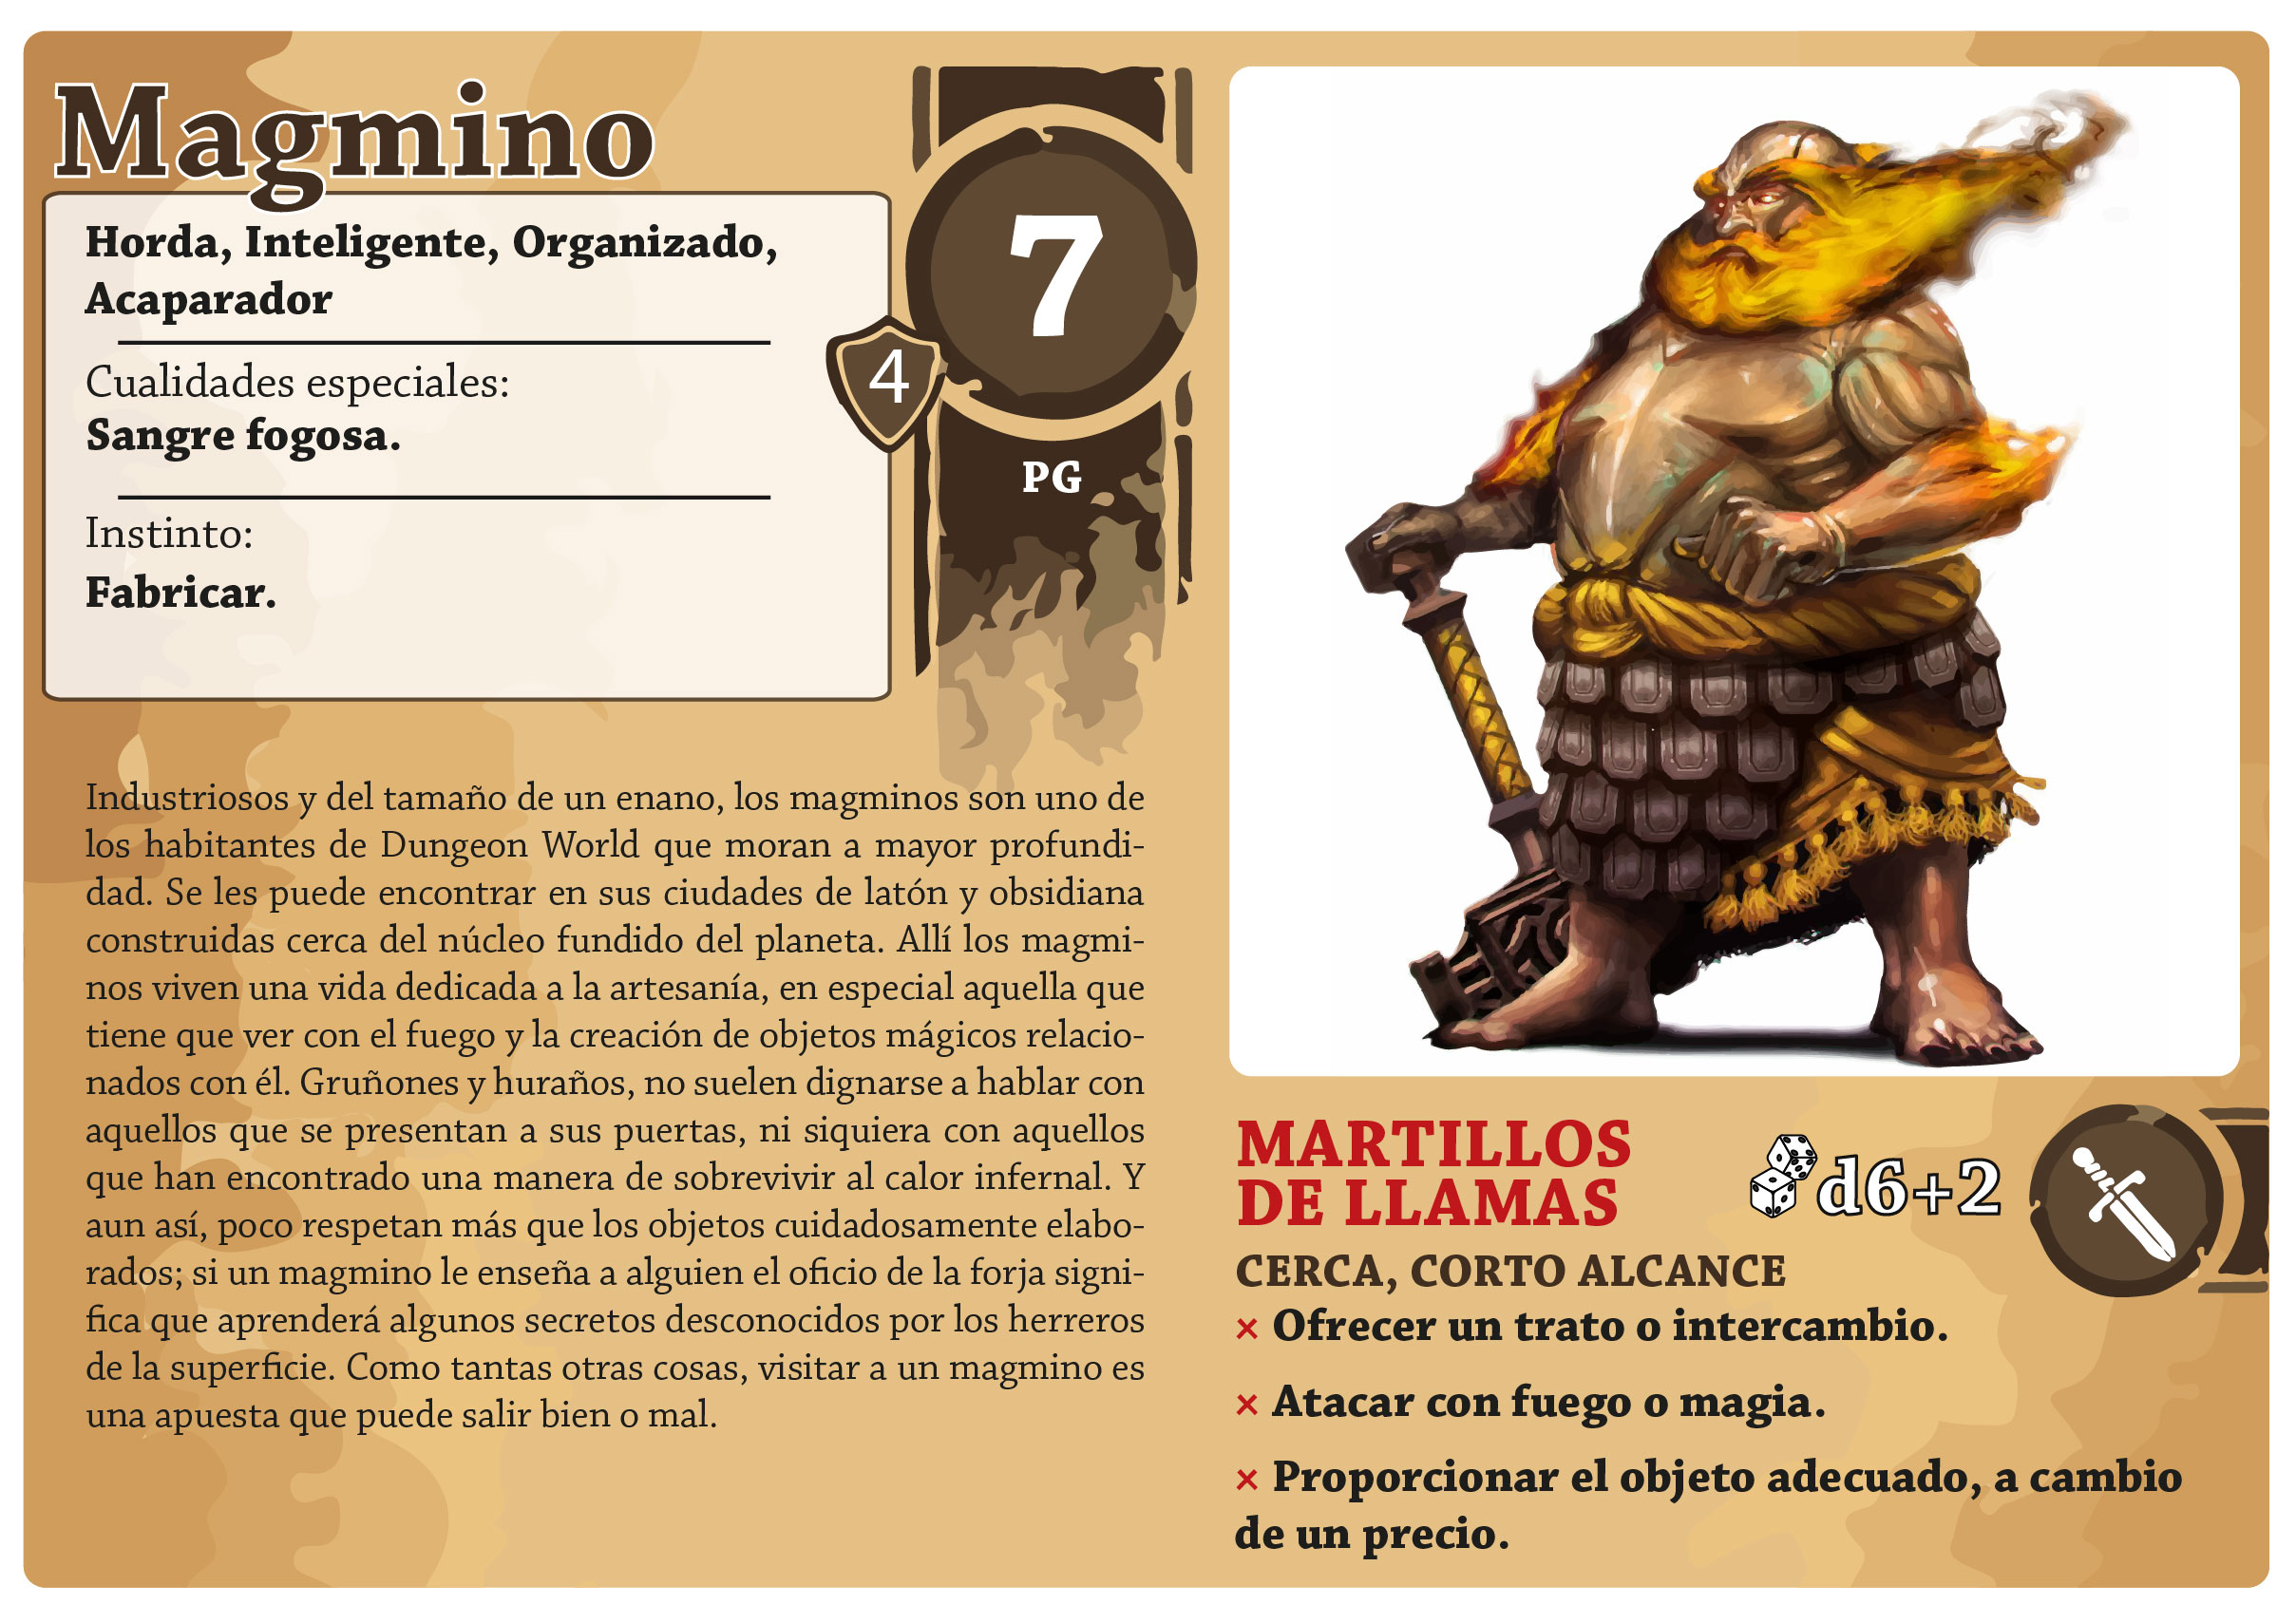 Magmino
Horda, Inteligente, Organizado,
Acaparador
Cualidades especiales:
Sangre fogosa.
Instinto:
Fabricar.
7
4
PG
Industriosos y del tamaño de un enano, los magminos son uno de
los habitantes de Dungeon World que moran a mayor profundi-
dad. Se les puede encontrar en sus ciudades de latón y obsidiana
construidas cerca del núcleo fundido del planeta. Allí los magmi-
nos viven una vida dedicada a la artesanía, en especial aquella que
tiene que ver con el fuego y la creación de objetos mágicos relacio-
nados con él. Gruñones y huraños, no suelen dignarse a hablar con
aquellos que se presentan a sus puertas, ni siquiera con aquellos
que han encontrado una manera de sobrevivir al calor infernal. Y
aun así, poco respetan más que los objetos cuidadosamente elabo-
rados; si un magmino le enseña a alguien el oficio de la forja signi-
fica que aprenderá algunos secretos desconocidos por los herreros
de la superficie. Como tantas otras cosas, visitar a un magmino es
una apuesta que puede salir bien o mal.
MARTILLOS
DE LLAMAS
d6+2
CERCA, CORTO ALCANCE
× Ofrecer un trato o intercambio.
× Atacar con fuego o magia.
× Proporcionar el objeto adecuado, a cambio
de un precio.